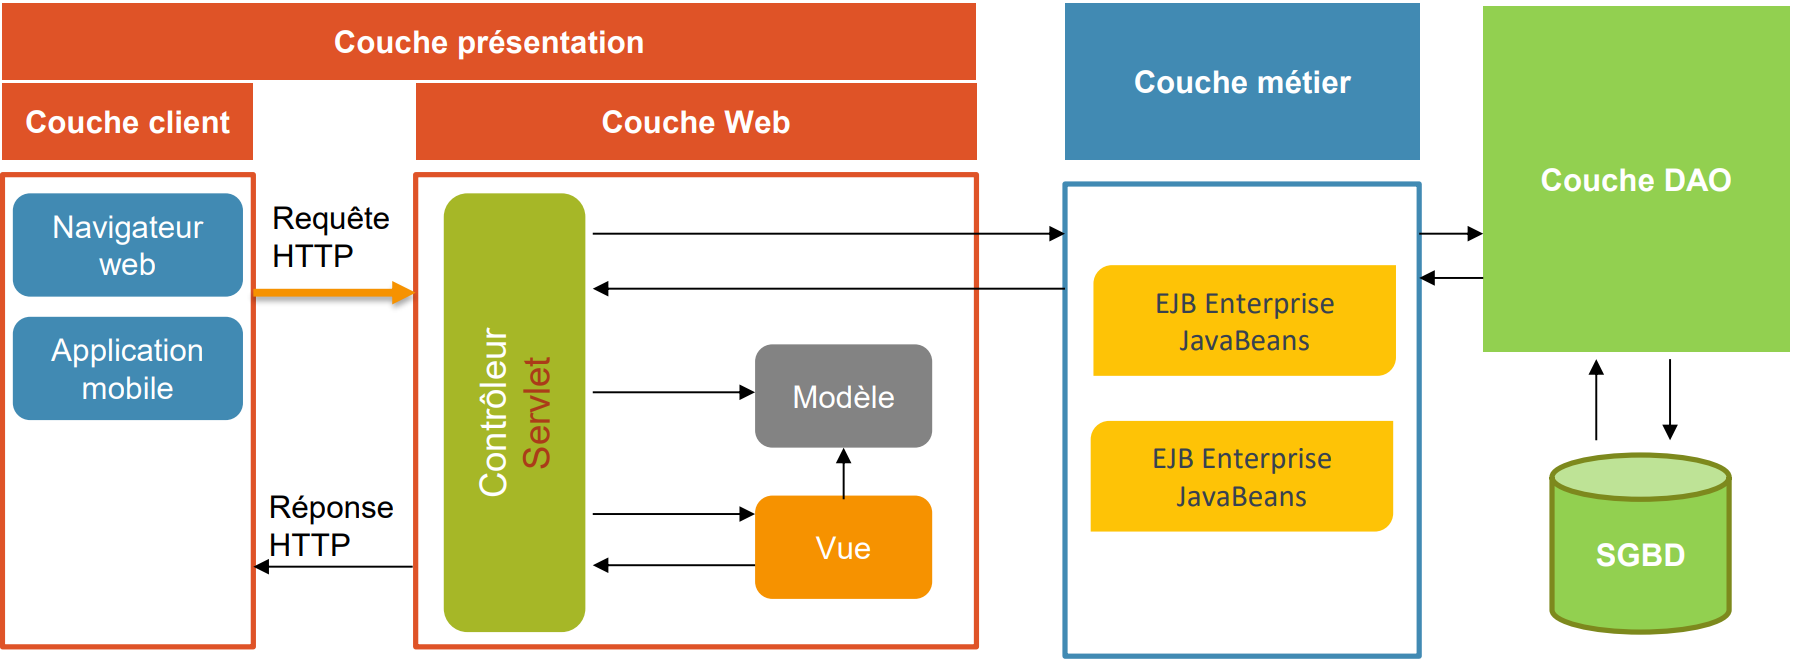 Couche présentation
Couche client
Couche Web
Couche métier
Couche DAO
Navigateur
web
Application
mobile
Requête
HTTP
Réponse
HTTP
Contrôleur
Servlet
Modèle
Vue
EJB Enterprise
JavaBeans
EJB Enterprise
JavaBeans
SGBD